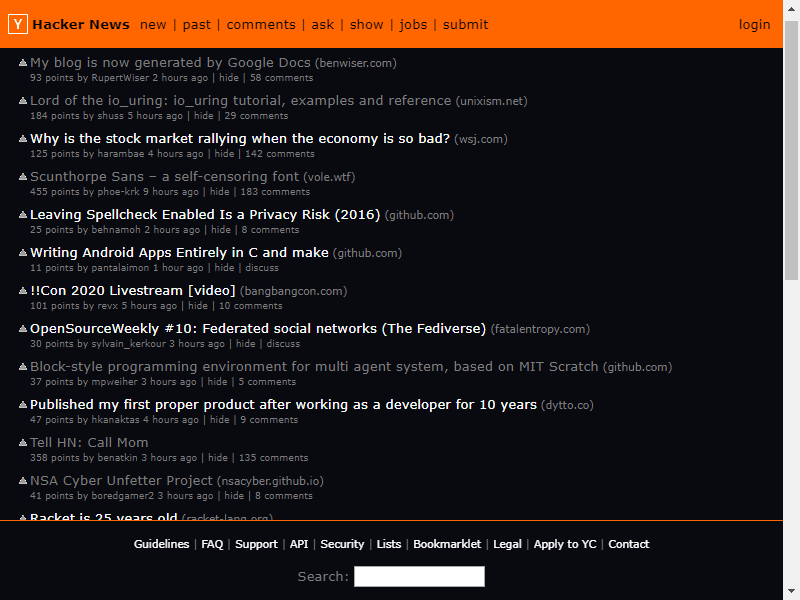 Y Hacker News new | past | comments | ask | show | jobs | submit login
My blog is now generated by Google Docs (benwiser.com)
93 points by RupertWiser 2 hours ago | hide | 58 comments
Lord of the io_uring: io_uring tutorial, examples and reference (unixism.net)
184 points by shuss 5 hours ago | hide | 29 comments
Why is the stock market rallying when the economy is so bad? (wsj.com)
125 points by harambae 4 hours ago | hide | 142 comments
Scunthorpe Sans – a self-censoring font (vole.wtf)
455 points by phoe-krk 9 hours ago | hide | 183 comments
Leaving Spellcheck Enabled Is a Privacy Risk (2016) (github.com)
25 points by behnamoh 2 hours ago | hide | 8 comments
Writing Android Apps Entirely in C and make (github.com)
11 points by pantalaimon 1 hour ago | hide | discuss
!!Con 2020 Livestream [video] (bangbangcon.com)
101 points by revx 5 hours ago | hide | 10 comments
OpenSourceWeekly #10: Federated social networks (The Fediverse) (fatalentropy.com)
30 points by sylvain_kerkour 3 hours ago | hide | discuss
Block-style programming environment for multi agent system, based on MIT Scratch (github.com)
37 points by mpweiher 3 hours ago | hide | 5 comments
Published my first proper product after working as a developer for 10 years (dytto.co)
47 points by hkanaktas 4 hours ago | hide | 9 comments
Tell HN: Call Mom
358 points by benatkin 3 hours ago | hide | 135 comments
NSA Cyber Unfetter Project (nsacyber.github.io)
41 points by boredgamer2 3 hours ago | hide | 8 comments
Racket is 25 years old (racket-lang.org)
Guidelines | FAQ | Support | API | Security | Lists | Bookmarklet | Legal | Apply to YC | Contact
Search: